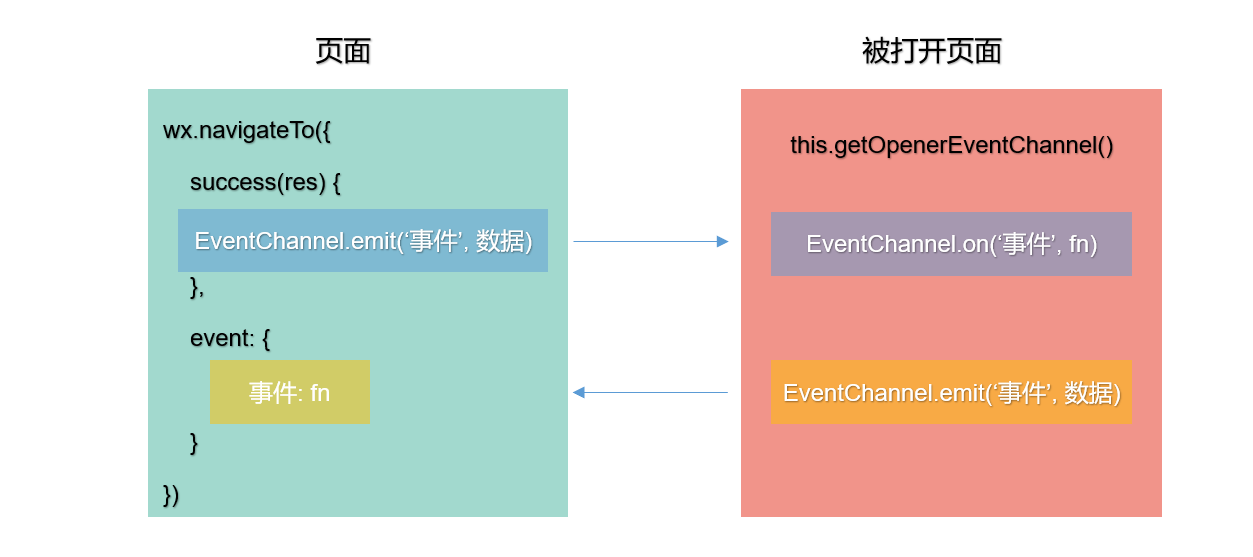 页面
wx.navigateTo({
success(res) {
EventChannel.emit(‘事件’, 数据)
},
event: {
事件: fn
}
})
被打开页面
this.getOpenerEventChannel()
EventChannel.on(‘事件’, fn)
EventChannel.emit(‘事件’, 数据)